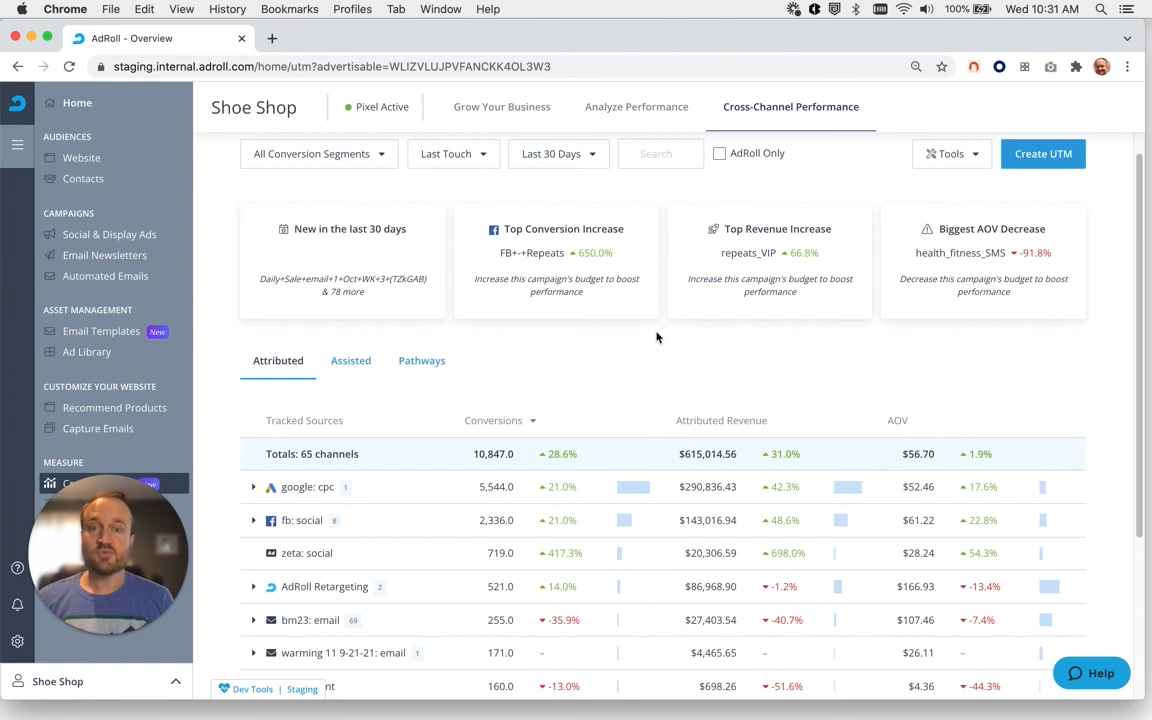 Chrome File Edit View History Bookmarks Profiles Tab Window Help 100% Wed 10:31 AM
AdRoll - Overview
staging.internal.adroll.com/home/utm?advertisable=WLIZVLUJPVFANCKK4OL3W3
Home
AUDIENCES
Website
Contacts
CAMPAIGNS
Social & Display Ads
Email Newsletters
Automated Emails
ASSET MANAGEMENT
Email Templates New
Ad Library
CUSTOMIZE YOUR WEBSITE
Recommend Products
Capture Emails
MEASURE
Shoe Shop
Shoe Shop Pixel Active Grow Your Business Analyze Performance Cross-Channel Performance
All Conversion Segments Last Touch Last 30 Days Search AdRoll Only Tools Create UTM
New in the last 30 days
Daily+Sale+email+1+Oct+WK+3+(TZkGAB)
& 78 more
Top Conversion Increase
FB+-+Repeats 650.0%
Increase this campaign's budget to boost
performance
Top Revenue Increase
repeats_VIP 66.8%
Increase this campaign's budget to boost
performance
Biggest AOV Decrease
health_fitness_SMS -91.8%
Decrease this campaign's budget to boost
performance
Attributed Assisted Pathways
Tracked Sources Conversions Attributed Revenue AOV
Totals: 65 channels 10,847.0 28.6% $615,014.56 31.0% $56.70 1.9%
google: cpc 1 5,544.0 21.0% $290,836.43 42.3% $52.46 17.6%
fb: social 8 2,336.0 21.0% $143,016.94 48.6% $61.22 22.8%
zeta: social 719.0 417.3% $20,306.59 698.0% $28.24 54.3%
AdRoll Retargeting 2 521.0 14.0% $86,968.90 -1.2% $166.93 -13.4%
bm23: email 69 255.0 -35.9% $27,403.54 -40.7% $107.46 -7.4%
warming 11 9-21-21: email 1 171.0 – $4,465.65 – $26.11 –
160.0 -13.0% $698.26 -51.6% $4.36 -44.3%
Dev Tools | Staging
Help